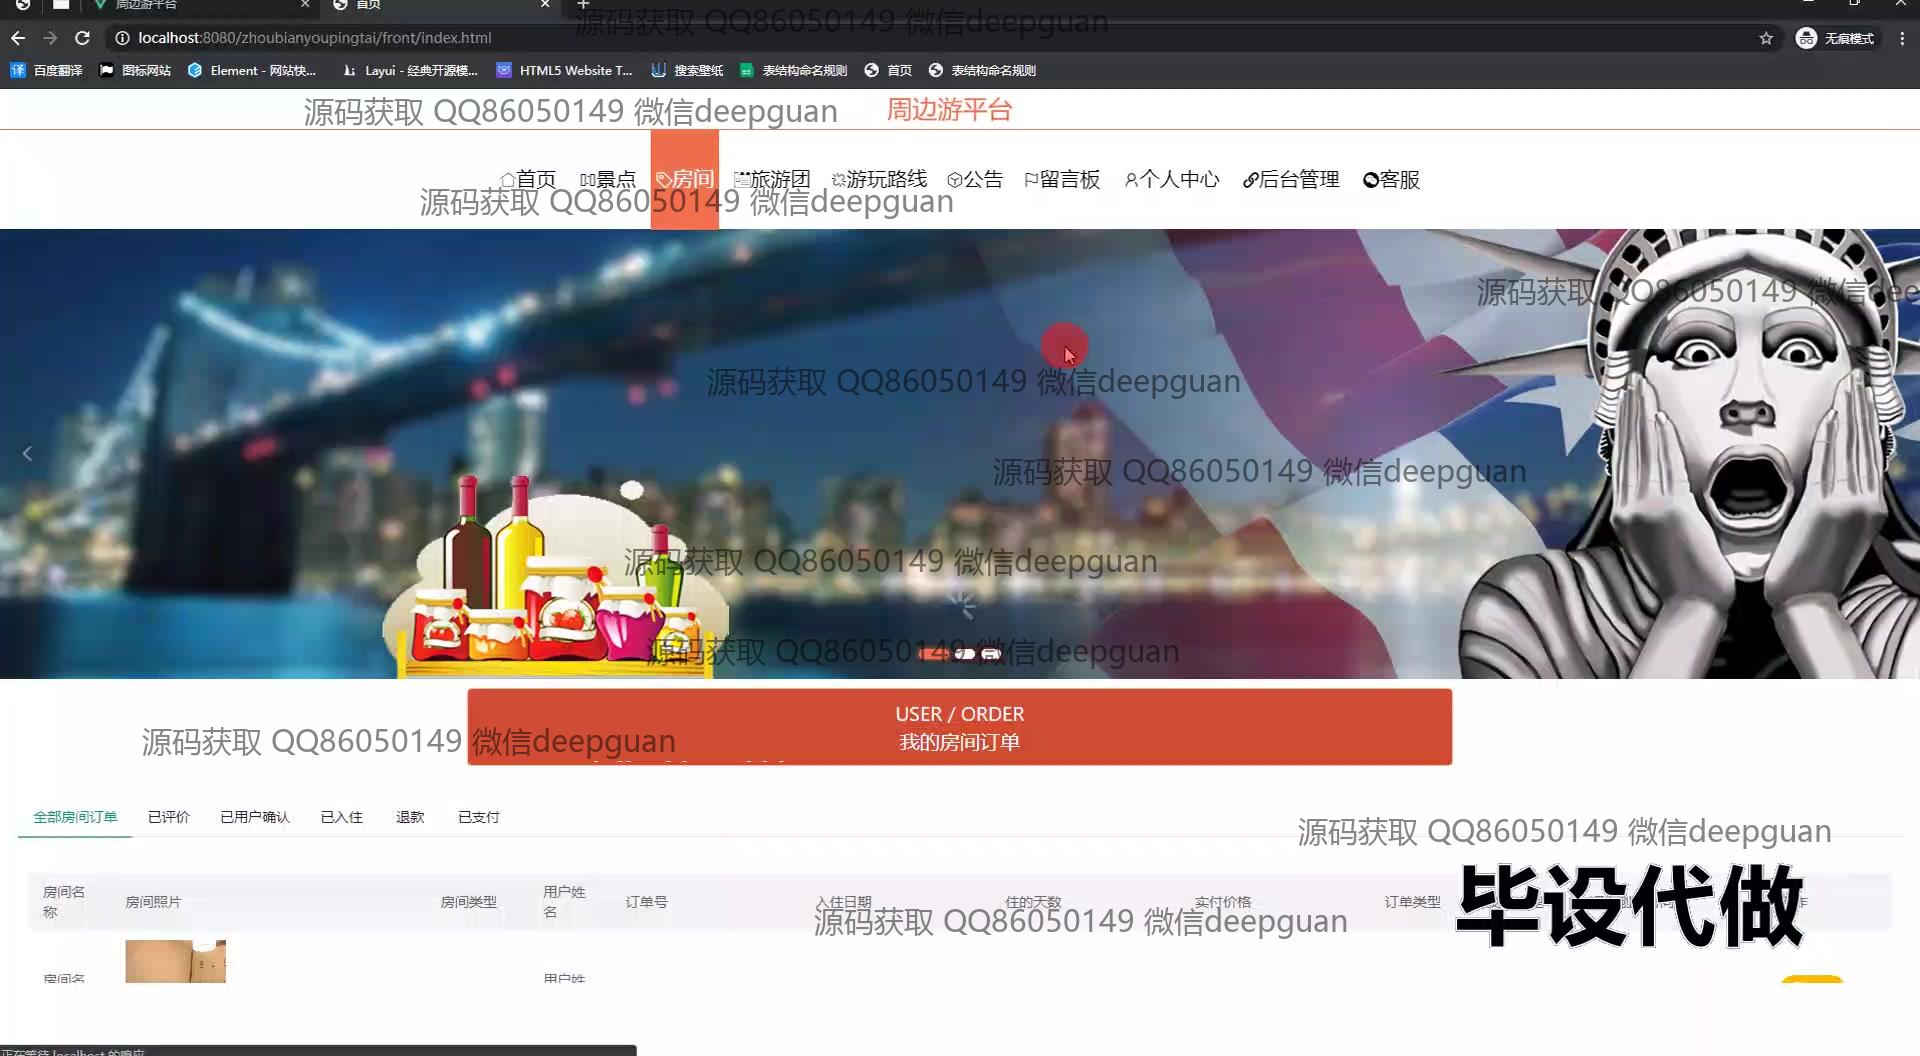 周边游平台
首页
源码获取 QQ86050149 微信deepguan
localhost:8080/zhoubianyoupingtai/front/index.html
无痕模式
百度翻译
图标网站
Element - 网站快...
Layui - 经典开源模...
HTML5 Website T...
搜索壁纸
表结构命名规则
首页
表结构命名规则
源码获取 QQ86050149 微信deepguan
周边游平台
首页
景点
房间
旅游团
游玩路线
公告
留言板
个人中心
后台管理
客服
源码获取 QQ86050149 微信deepguan
源码获取 QQ86050149 微信dee
源码获取 QQ86050149 微信deepguan
源码获取 QQ86050149 微信deepguan
源码获取 QQ86050149 微信deepguan
源码获取 QQ86050149 微信deepguan
USER / ORDER
我的房间订单
源码获取 QQ86050149 微信deepguan
全部房间订单
已评价
已用户确认
已入住
退款
已支付
源码获取 QQ86050149 微信deepguan
房间名称
房间照片
房间类型
用户姓名
订单号
入住日期
住的天数
实付价格
订单类型
毕设代做
源码获取 QQ86050149 微信deepguan
房间名
用户姓
正在等待 localhost 的响应